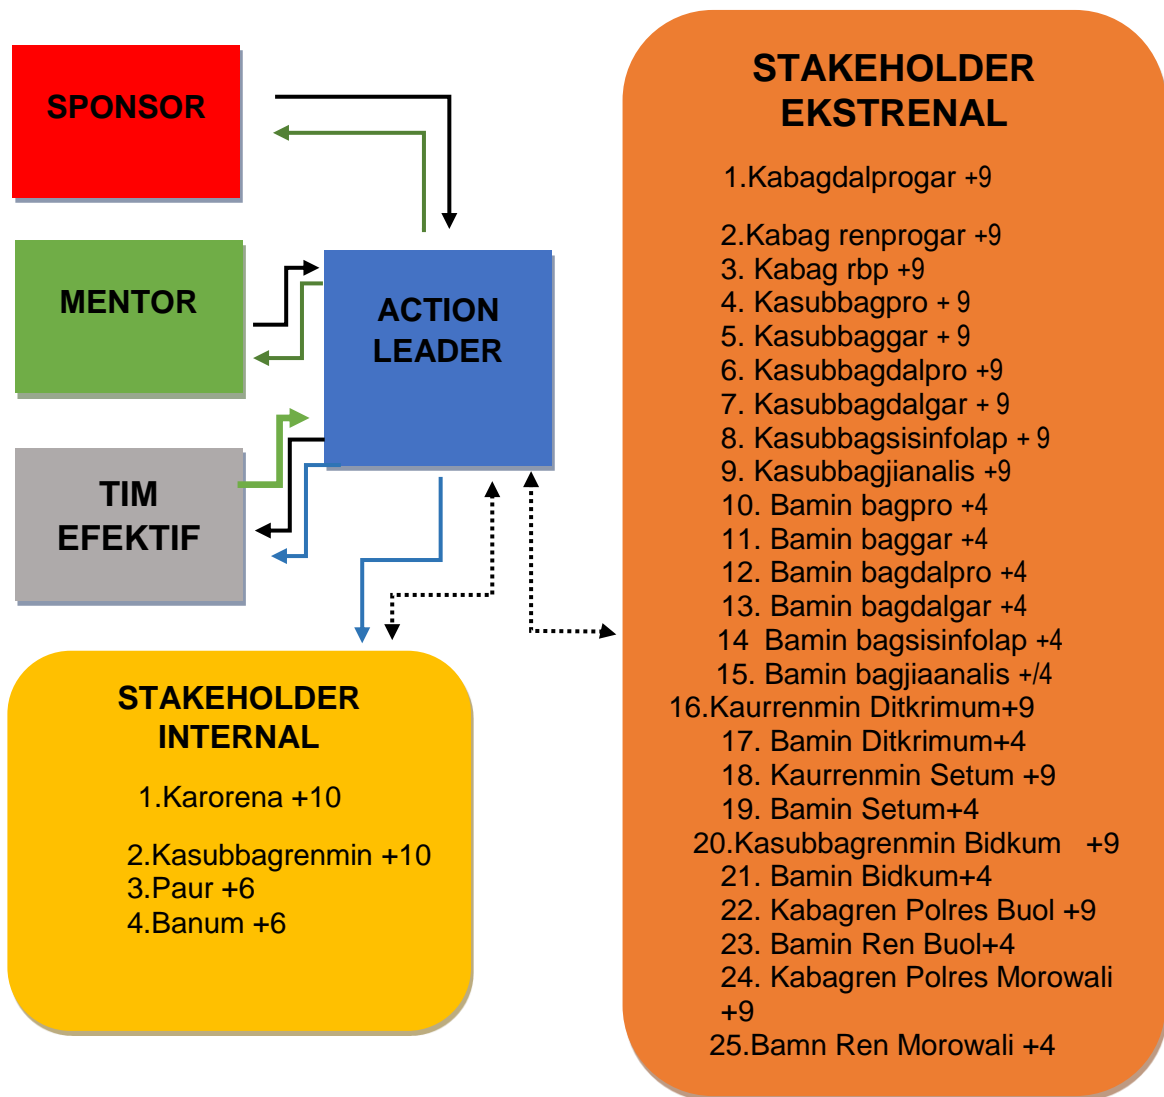 SPONSOR
MENTOR
TIM
EFEKTIF
ACTION
LEADER
STAKEHOLDER
INTERNAL
1.Karorena +10
2.Kasubbagrenmin +10
3.Paur +6
4.Banum +6
STAKEHOLDER
EKSTRENAL
1.Kabagdalprogar +9
2.Kabag renprogar +9
3. Kabag rbp +9
4. Kasubbagpro + 9
5. Kasubbaggar + 9
6. Kasubbagdalpro +9
7. Kasubbagdalgar + 9
8. Kasubbagsisinfolap + 9
9. Kasubbagjianalis +9
10. Bamin bagpro +4
11. Bamin baggar +4
12. Bamin bagdalpro +4
13. Bamin bagdalgar +4
14 Bamin bagsisinfolap +4
15. Bamin bagjiaanalis +/4
16.Kaurrenmin Ditkrimum+9
17. Bamin Ditkrimum+4
18. Kaurrenmin Setum +9
19. Bamin Setum+4
20.Kasubbagrenmin Bidkum +9
21. Bamin Bidkum+4
22. Kabagren Polres Buol +9
23. Bamin Ren Buol+4
24. Kabagren Polres Morowali
+9
25.Bamn Ren Morowali +4